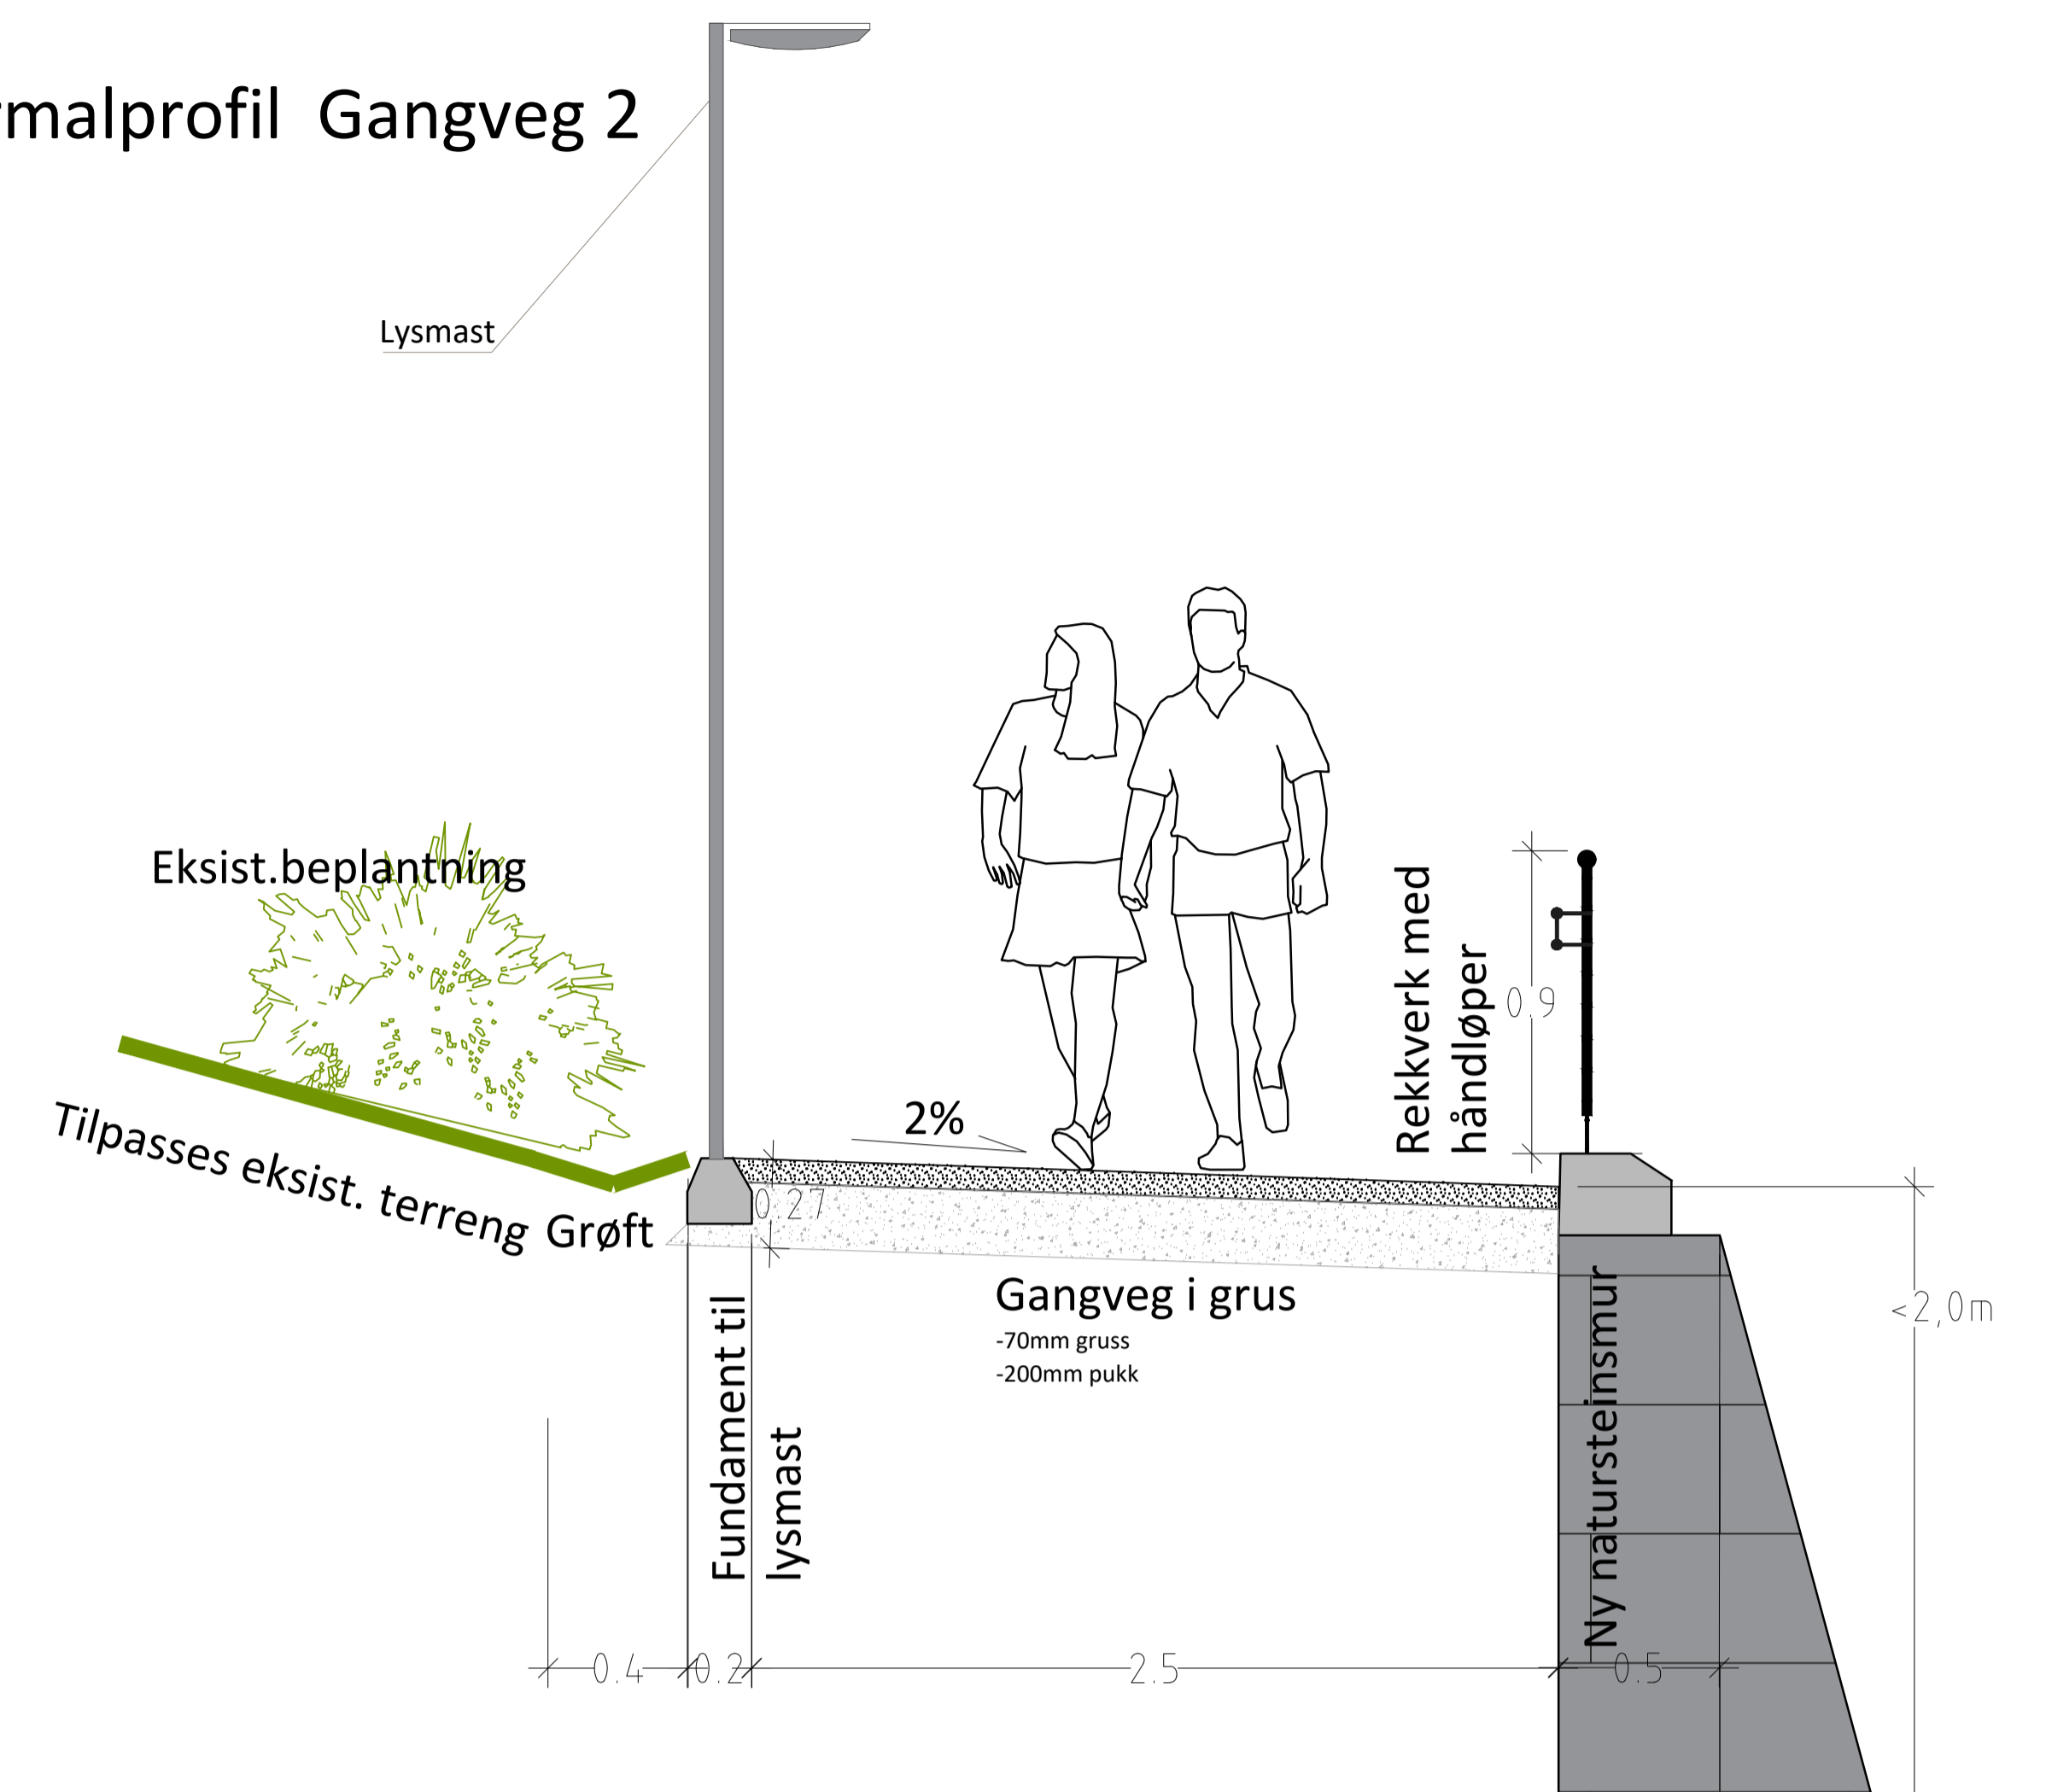 rmalprofil  Gangveg 2
Lysmast
Eksist.beplantning
Tilpasses eksist. terreng
Grøft
2%
0.27
Rekkverk med
håndløper
0.9
Gangveg i grus
-70mm gruss
-200mm pukk
<2,0m
Fundament til
lysmast
Ny natursteinsmur
0.4
0.2
2.5
0.5